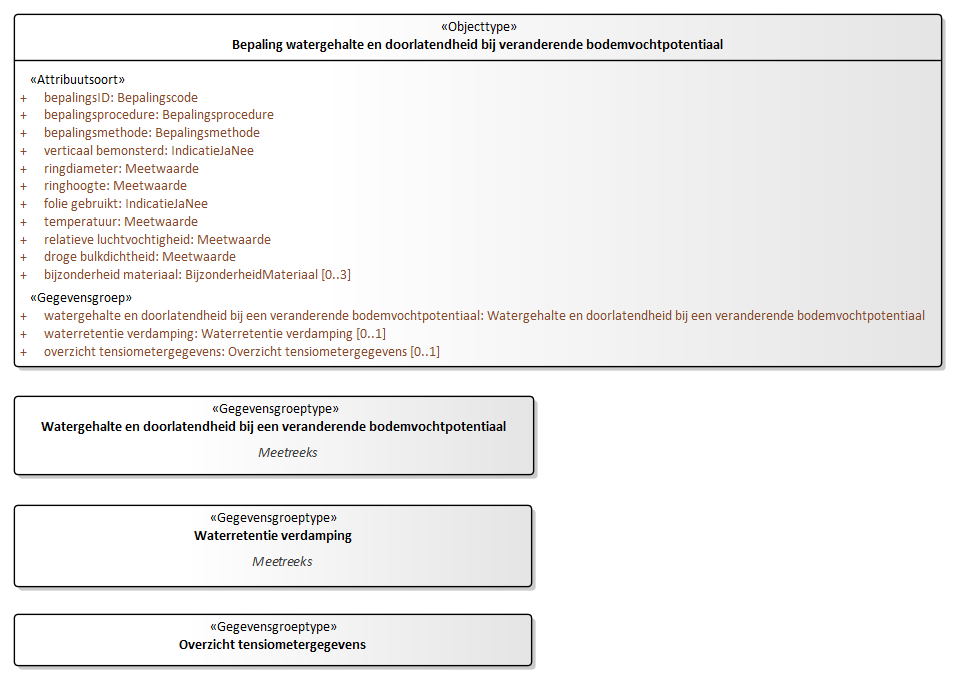 «Objecttype»
Bepaling watergehalte en doorlatendheid bij veranderende bodemvochtpotentiaal
«Attribuutsoort»
+ bepalingsID: Bepalingscode
+ bepalingsprocedure: Bepalingsprocedure
+ bepalingsmethode: Bepalingsmethode
+ verticaal bemonsterd: IndicatieJaNee
+ ringdiameter: Meetwaarde
+ ringhoogte: Meetwaarde
+ folie gebruikt: IndicatieJaNee
+ temperatuur: Meetwaarde
+ relatieve luchtvochtigheid: Meetwaarde
+ droge bulkdichtheid: Meetwaarde
+ bijzonderheid materiaal: BijzonderheidMateriaal [0..3]
«Gegevensgroep»
+ watergehalte en doorlatendheid bij een veranderende bodemvochtpotentiaal: Watergehalte en doorlatendheid bij een veranderende bodemvochtpotentiaal
+ waterretentie verdamping: Waterretentie verdamping [0..1]
+ overzicht tensiometergegevens: Overzicht tensiometergegevens [0..1]
«Gegevensgroeptype»
Watergehalte en doorlatendheid bij een veranderende bodemvochtpotentiaal
Meetreeks
«Gegevensgroeptype»
Waterretentie verdamping
Meetreeks
«Gegevensgroeptype»
Overzicht tensiometergegevens